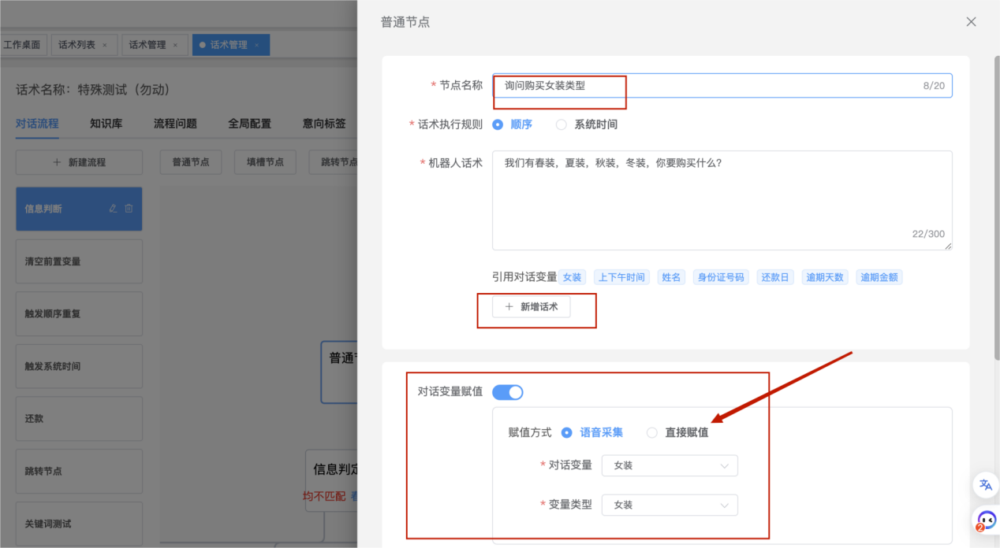 普通节点
工作桌面 话术列表 × 话术管理 × 话术管理 ×
话术名称：特殊测试（勿动）
对话流程 知识库 流程问题 全局配置 意向标签
+ 新建流程 普通节点 填槽节点 跳转节点
信息判断
清空前置变量
触发顺序重复
触发系统时间
还款
跳转节点
关键词测试
普通
信息判定
均不匹配
* 节点名称 询问购买女装类型 8/20
* 话术执行规则 顺序 系统时间
* 机器人话术 我们有春装，夏装，秋装，冬装，你要购买什么?
22/300
引用对话变量 女装 上下午时间 姓名 身份证号码 还款日 逾期天数 逾期金额
+ 新增话术
对话变量赋值
赋值方式 语音采集 直接赋值
* 对话变量 女装
* 变量类型 女装
2